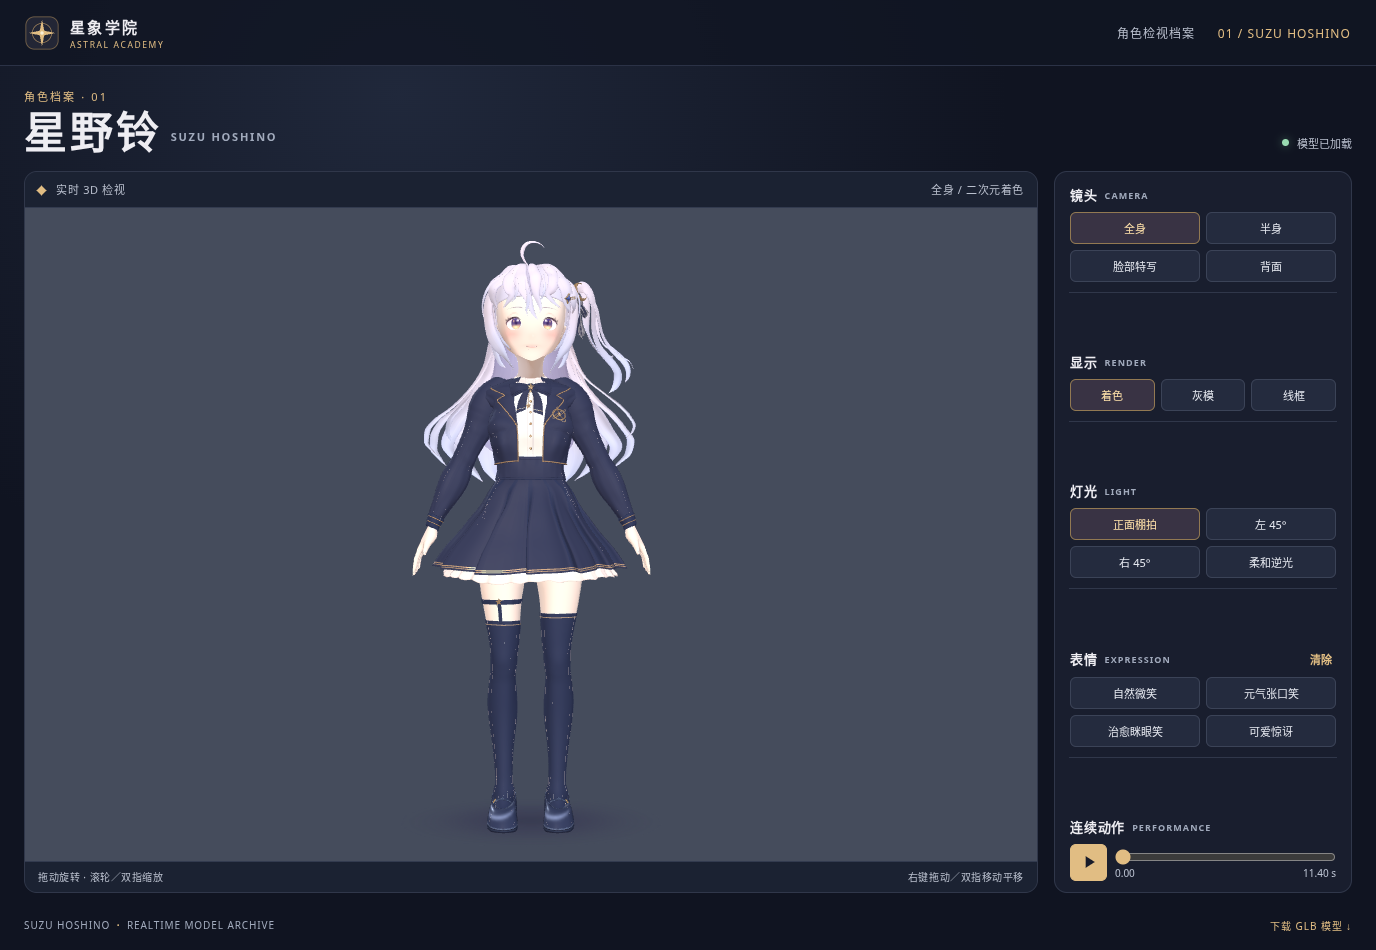 星象学院
ASTRAL ACADEMY
角色检视档案
01 / SUZU HOSHINO
角色档案 · 01
星野铃 SUZU HOSHINO
模型已加载
实时 3D 检视
全身 / 二次元着色
拖动旋转 · 滚轮／双指缩放
右键拖动／双指移动平移
镜头 CAMERA
全身
半身
脸部特写
背面
显示 RENDER
着色
灰模
线框
灯光 LIGHT
正面棚拍
左 45°
右 45°
柔和逆光
表情 EXPRESSION
清除
自然微笑
元气张口笑
治愈眯眼笑
可爱惊讶
连续动作 PERFORMANCE
0.00
11.40 s
SUZU HOSHINO · REALTIME MODEL ARCHIVE
下载 GLB 模型 ↓